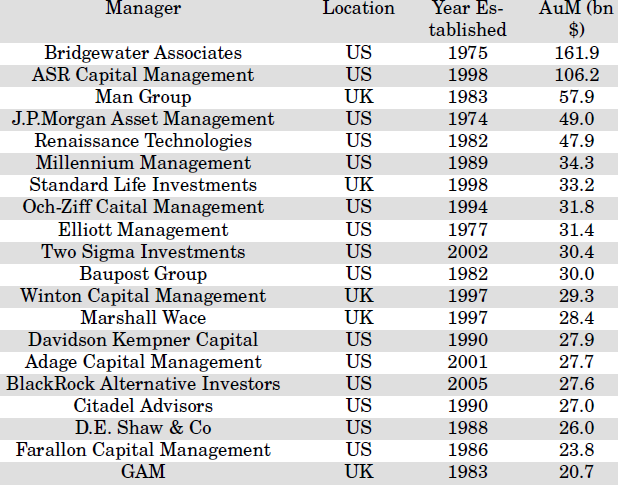 Manager Location Year Es- AuM (bn
tablished $)
Bridgewater Associates US 1975 161.9
ASR Capital Management US 1998 106.2
Man Group UK 1983 57.9
J.P.Morgan Asset Management US 1974 49.0
Renaissance Technologies US 1982 47.9
Millennium Management US 1989 34.3
Standard Life Investments UK 1998 33.2
Och-Ziff Caital Management US 1994 31.8
Elliott Management US 1977 31.4
Two Sigma Investments US 2002 30.4
Baupost Group US 1982 30.0
Winton Capital Management UK 1997 29.3
Marshall Wace UK 1997 28.4
Davidson Kempner Capital US 1990 27.9
Adage Capital Management US 2001 27.7
BlackRock Alternative Investors US 2005 27.6
Citadel Advisors US 1990 27.0
D.E. Shaw & Co US 1988 26.0
Farallon Capital Management US 1986 23.8
GAM UK 1983 20.7